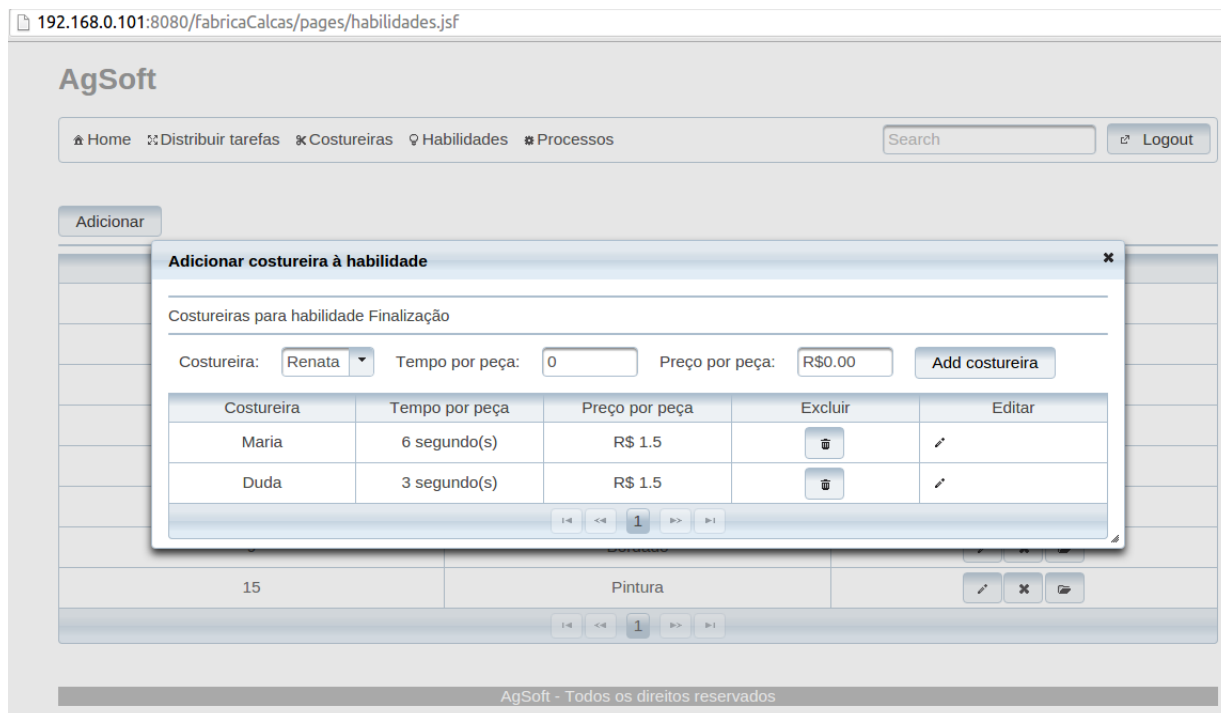 192.168.0.101:8080/fabricaCalcas/pages/habilidades.jsf
AgSoft
Home Distribuir tarefas Costureiras Habilidades Processos Search Logout
Adicionar
Adicionar costureira à habilidade
Costureiras para habilidade Finalização
Costureira: Renata Tempo por peça: 0 Preço por peça: R$0.00 Add costureira
Costureira Tempo por peça Preço por peça Excluir Editar
Maria 6 segundo(s) R$ 1.5
Duda 3 segundo(s) R$ 1.5
1
15 Pintura
1
AgSoft - Todos os direitos reservados